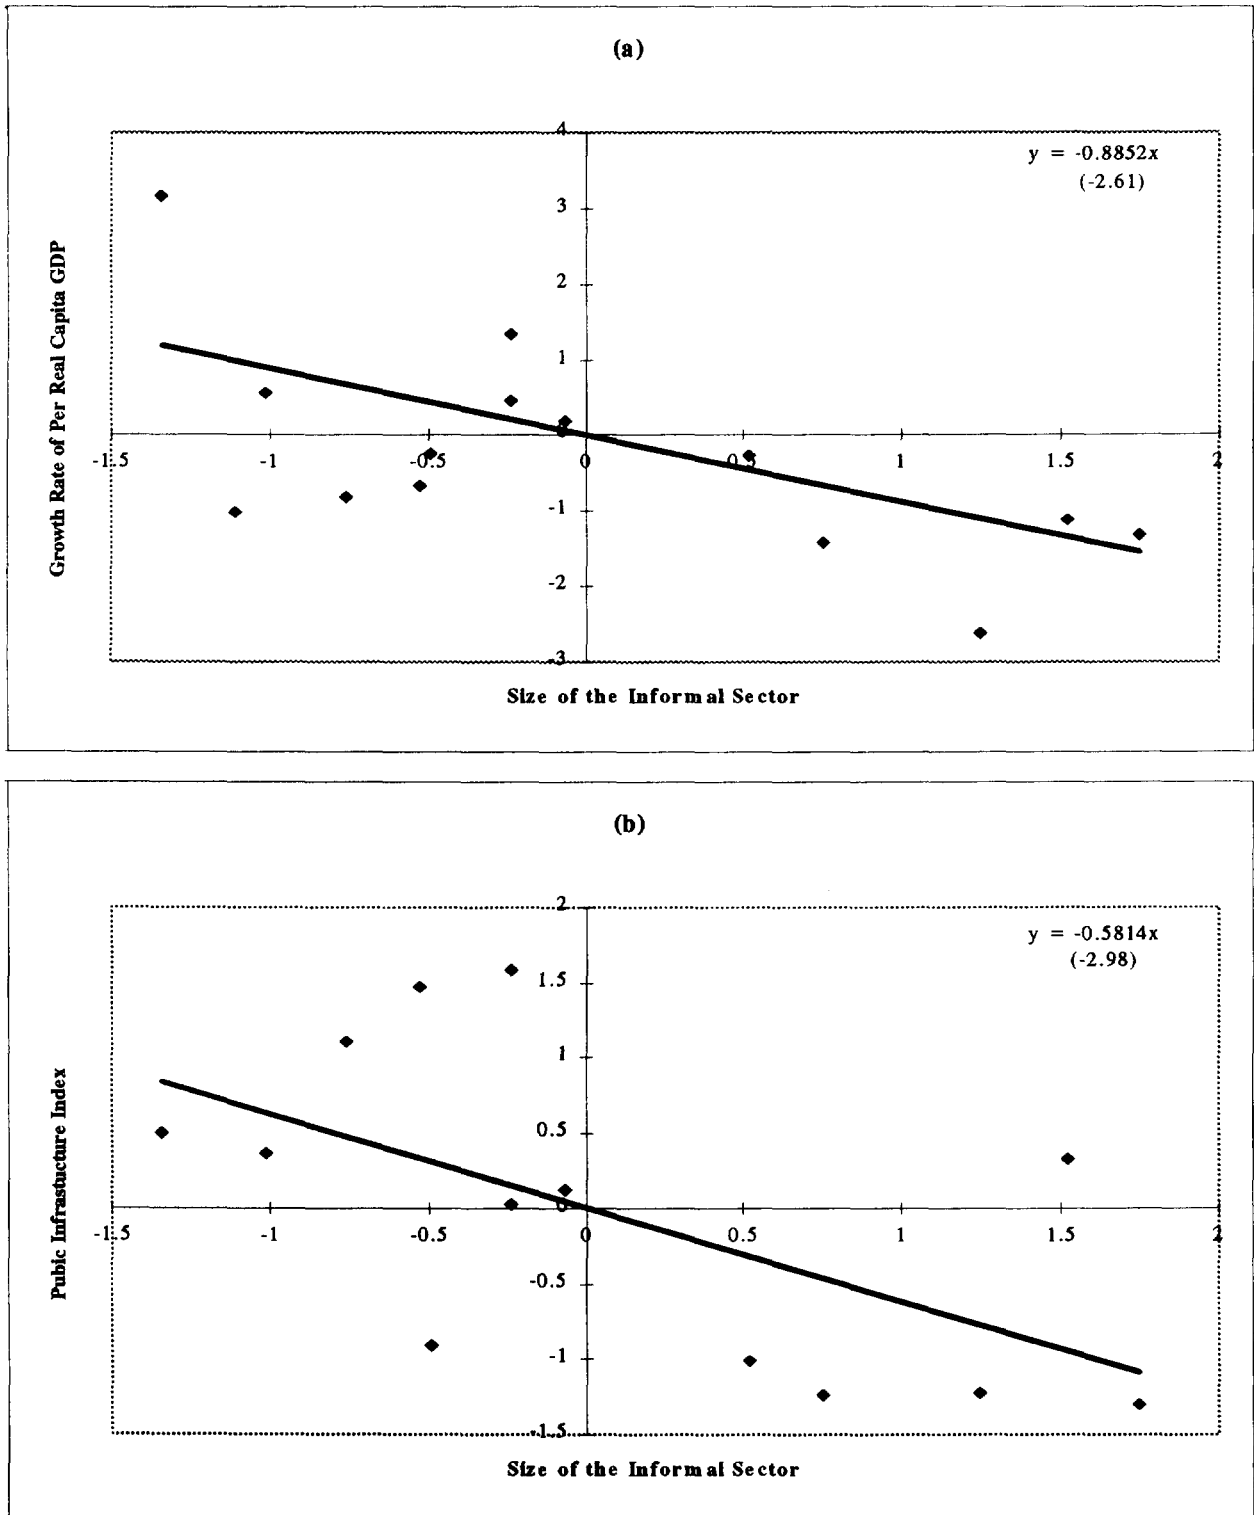 (a)
4
y = -0.8852x
(-2.61)
3
2
1
0
-1.5 -1 -0.5 0 0.5 1 1.5 2
-1
-2
-3
Growth Rate of Per Real Capita GDP
Size of the Informal Sector
(b)
2
y = -0.5814x
(-2.98)
1.5
1
0.5
0
-1.5 -1 -0.5 0 0.5 1 1.5 2
-0.5
-1
-1.5
Pubic Infrastucture Index
Size of the Informal Sector